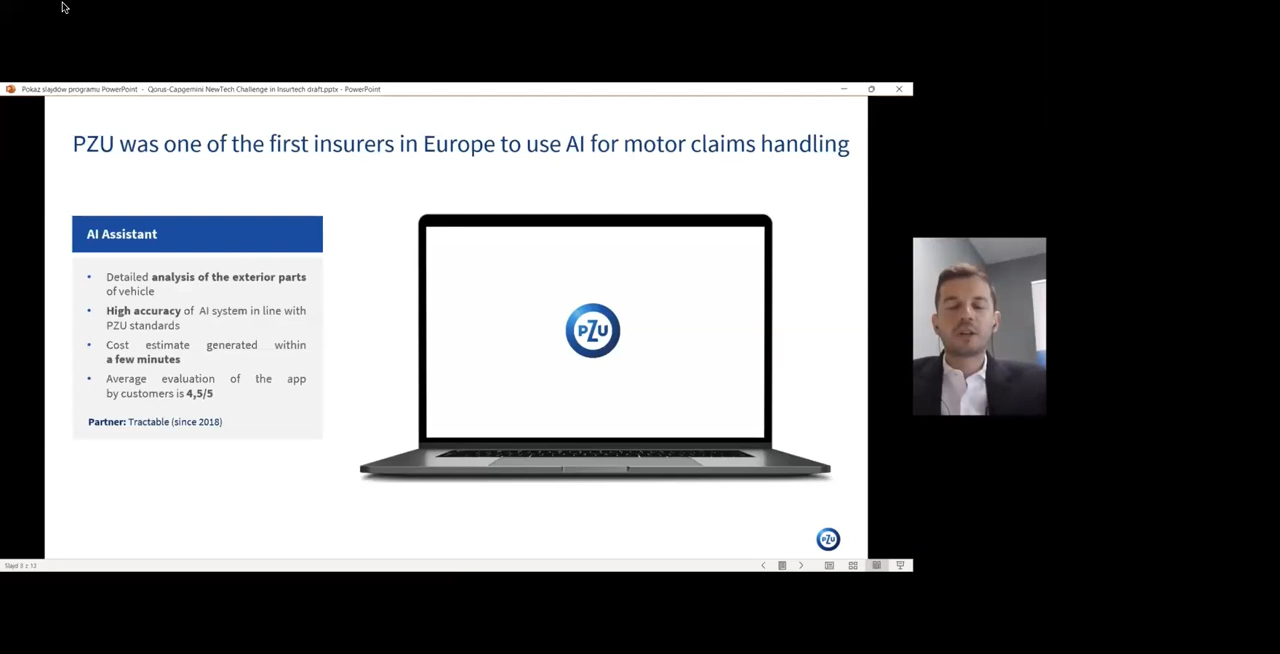 Pokaz slajdów programu PowerPoint - Qorus-Capgemini NewTech Challenge in Insurtech draft.pptx - PowerPoint
PZU was one of the first insurers in Europe to use AI for motor claims handling
AI Assistant
• Detailed analysis of the exterior parts
of vehicle
• High accuracy of AI system in line with
PZU standards
• Cost estimate generated within
a few minutes
• Average evaluation of the app
by customers is 4,5/5
Partner: Tractable (since 2018)
PZU
PZU